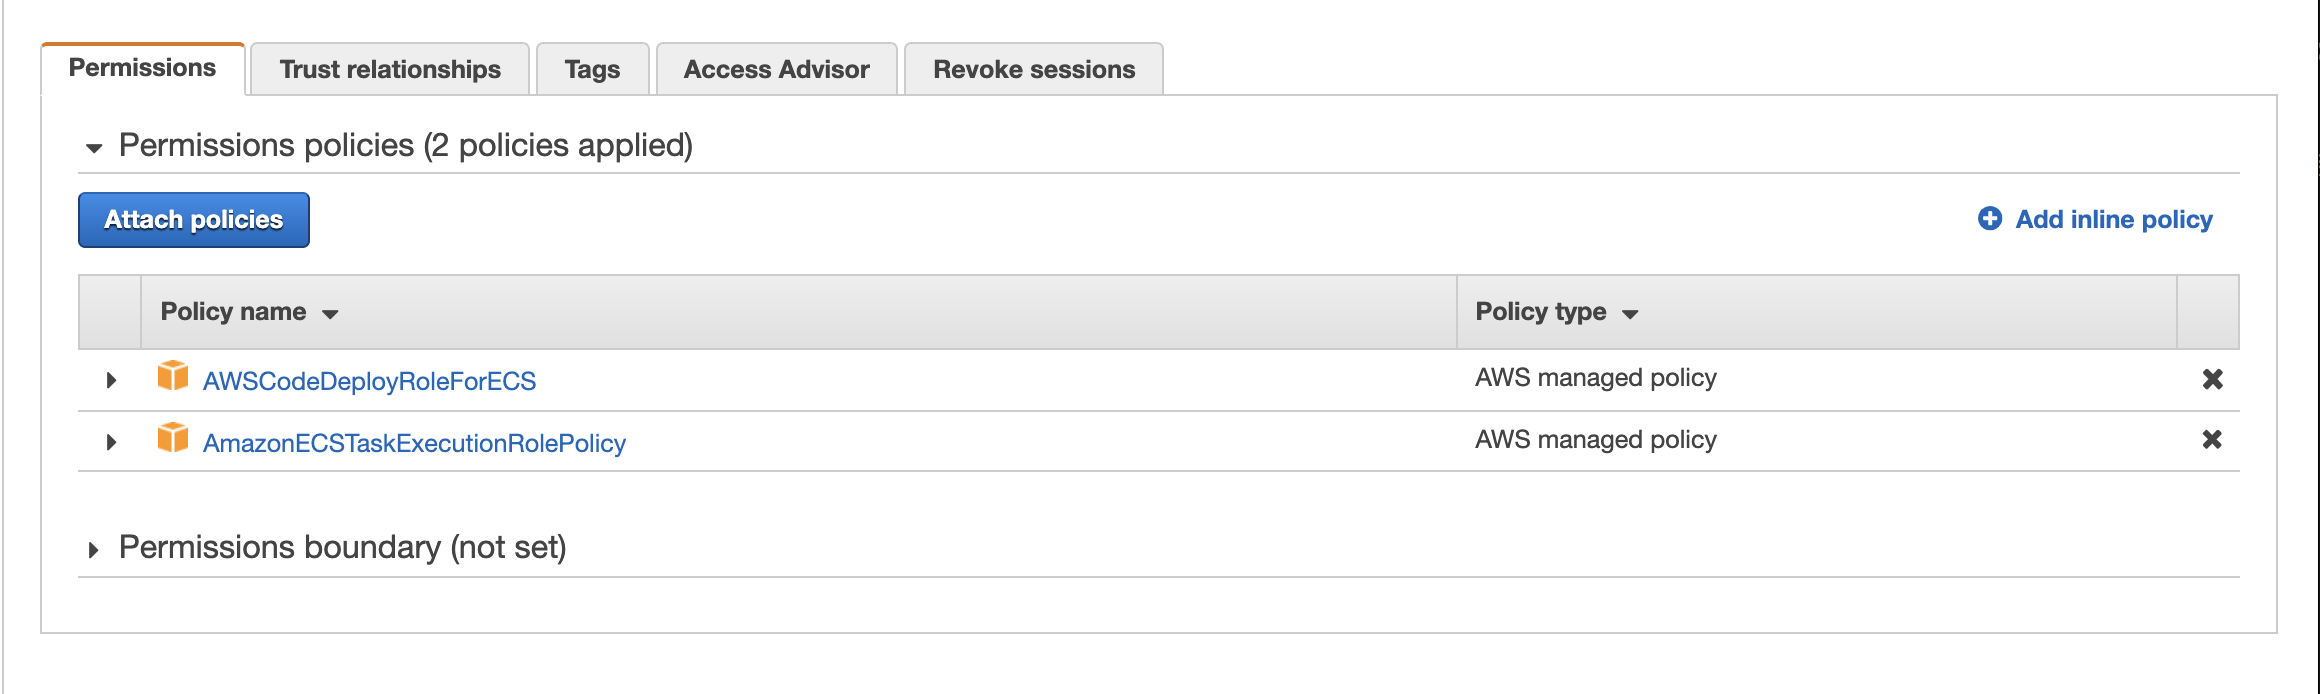 Permissions Trust relationships Tags Access Advisor Revoke sessions
Permissions policies (2 policies applied)
Attach policies Add inline policy
Policy name Policy type
AWSCodeDeployRoleForECS AWS managed policy
AmazonECSTaskExecutionRolePolicy AWS managed policy
Permissions boundary (not set)